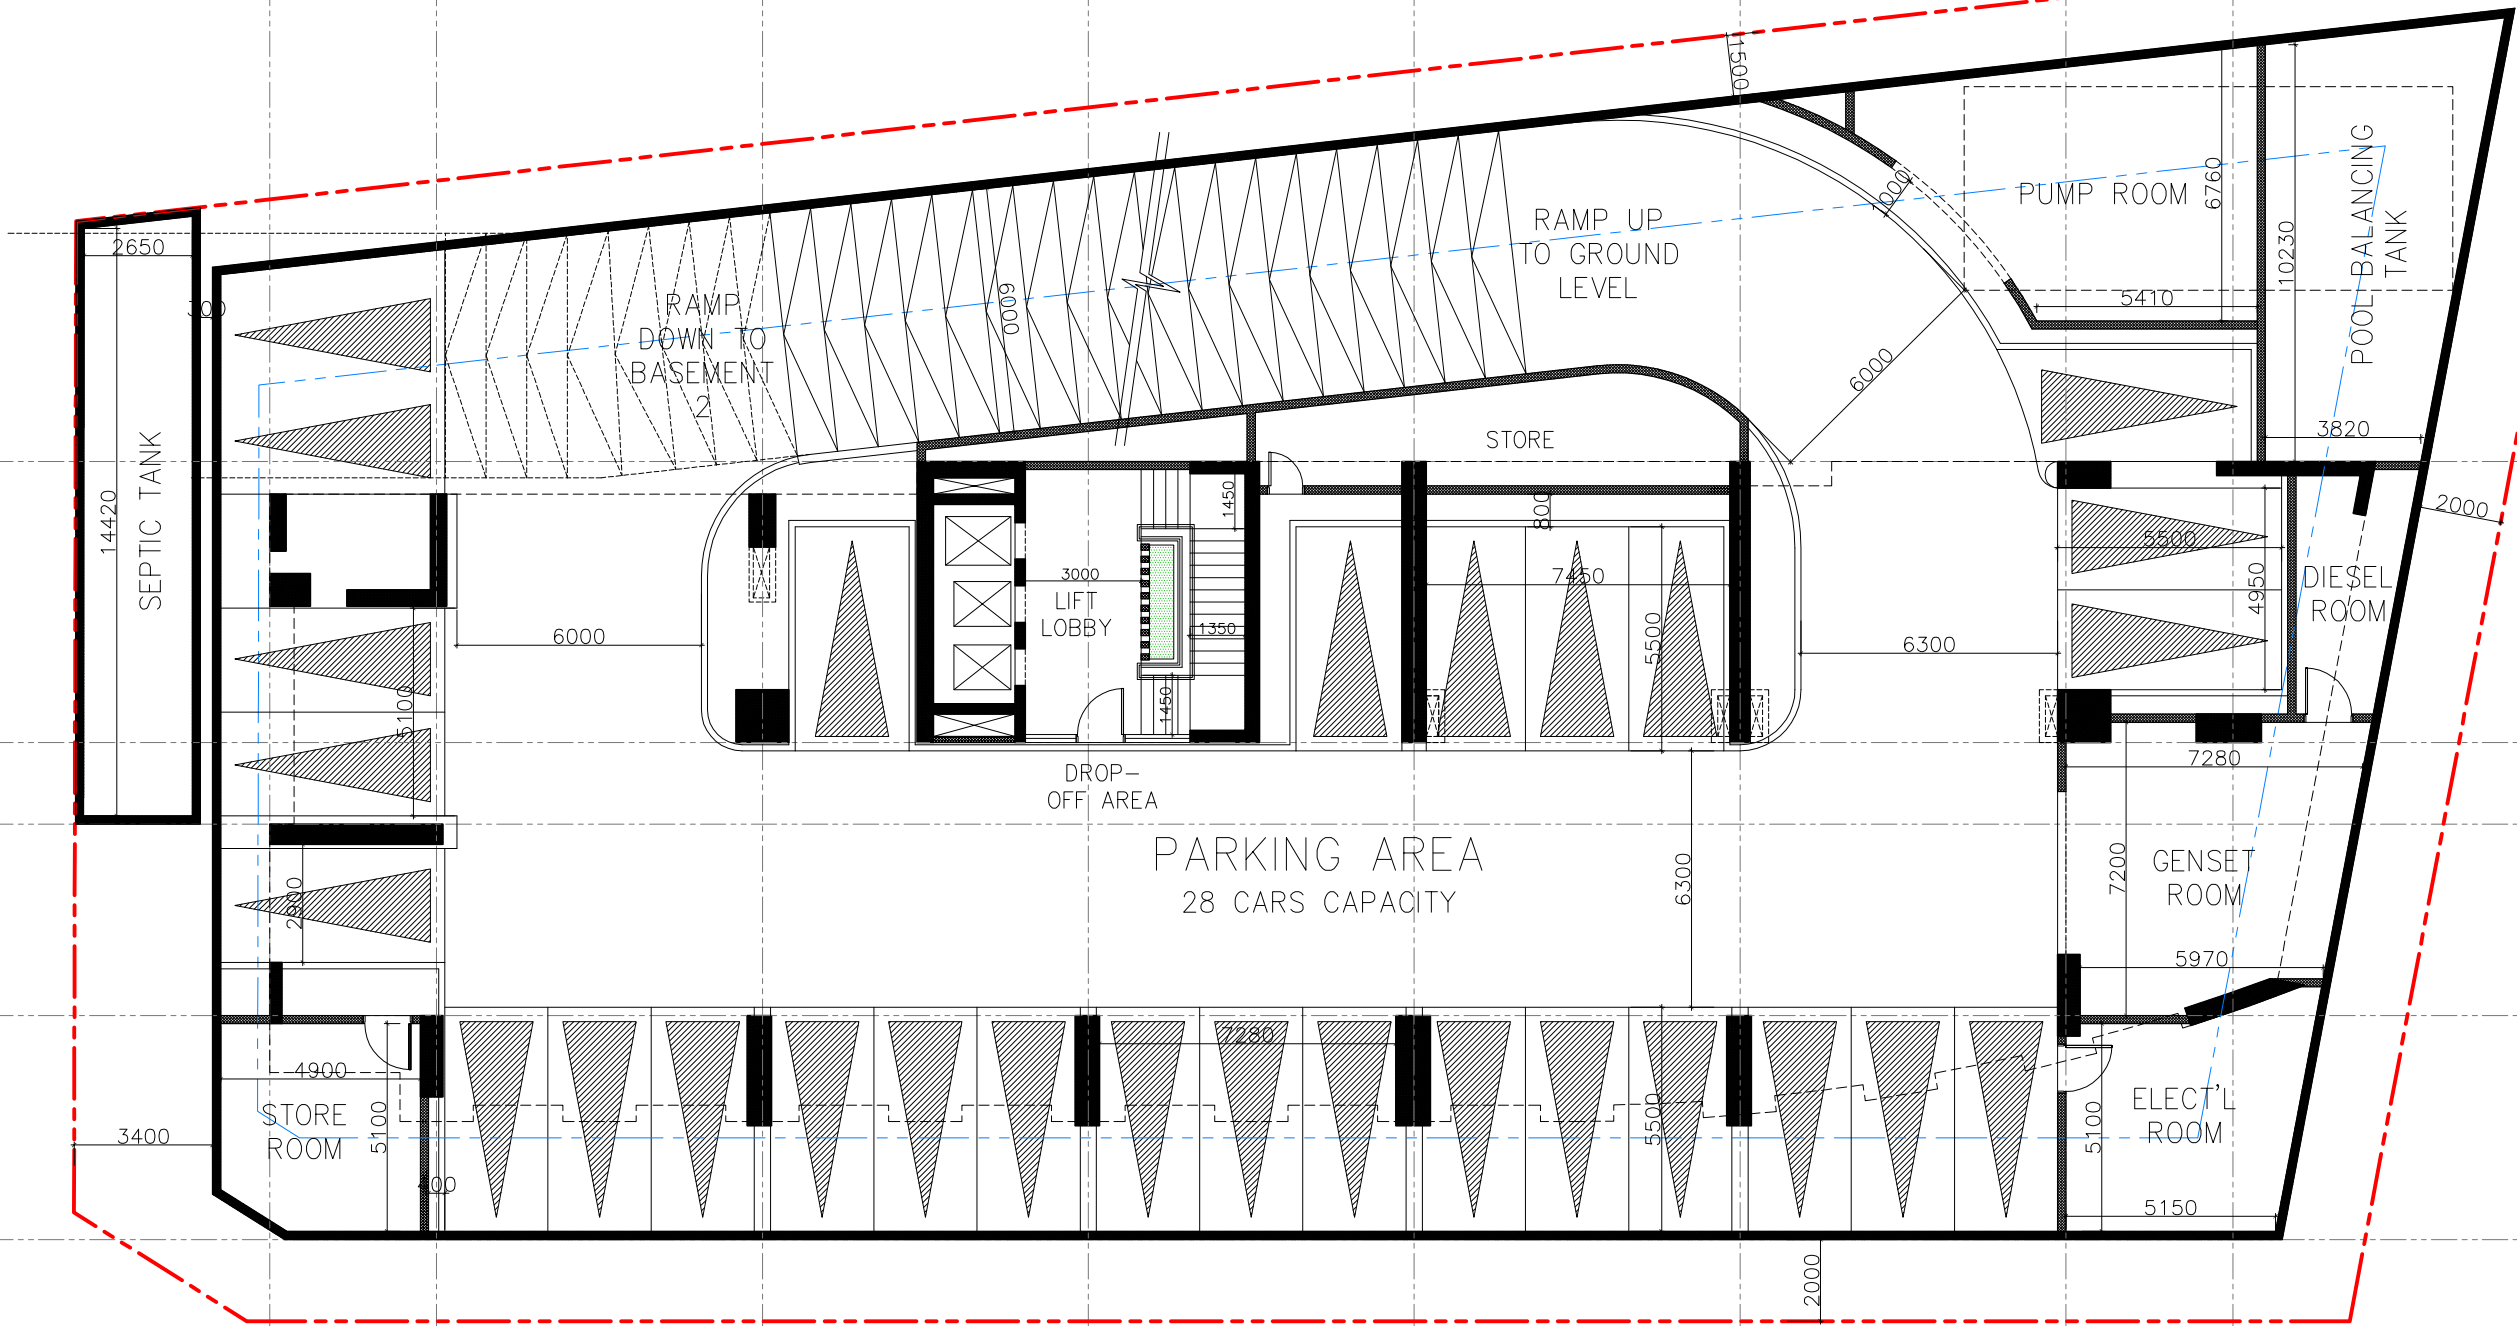 1500
2650
300
14420
SEPTIC TANK
RAMP
DOWN TO
BASEMENT
2
6000
RAMP UP
TO GROUND
LEVEL
1000
PUMP ROOM
6760
10230
POOL BALANCING
TANK
5410
6000
3820
2000
STORE
1450
800
3000
LIFT
LOBBY
1350
1450
7450
5500
5500
4950
DIESEL
ROOM
6000
6300
5100
7280
DROP-
OFF AREA
PARKING AREA
28 CARS CAPACITY
6300
7200
GENSET
ROOM
2900
5970
7280
4900
STORE
ROOM
5100
400
3400
5500
ELECT'L
ROOM
5100
5150
2000